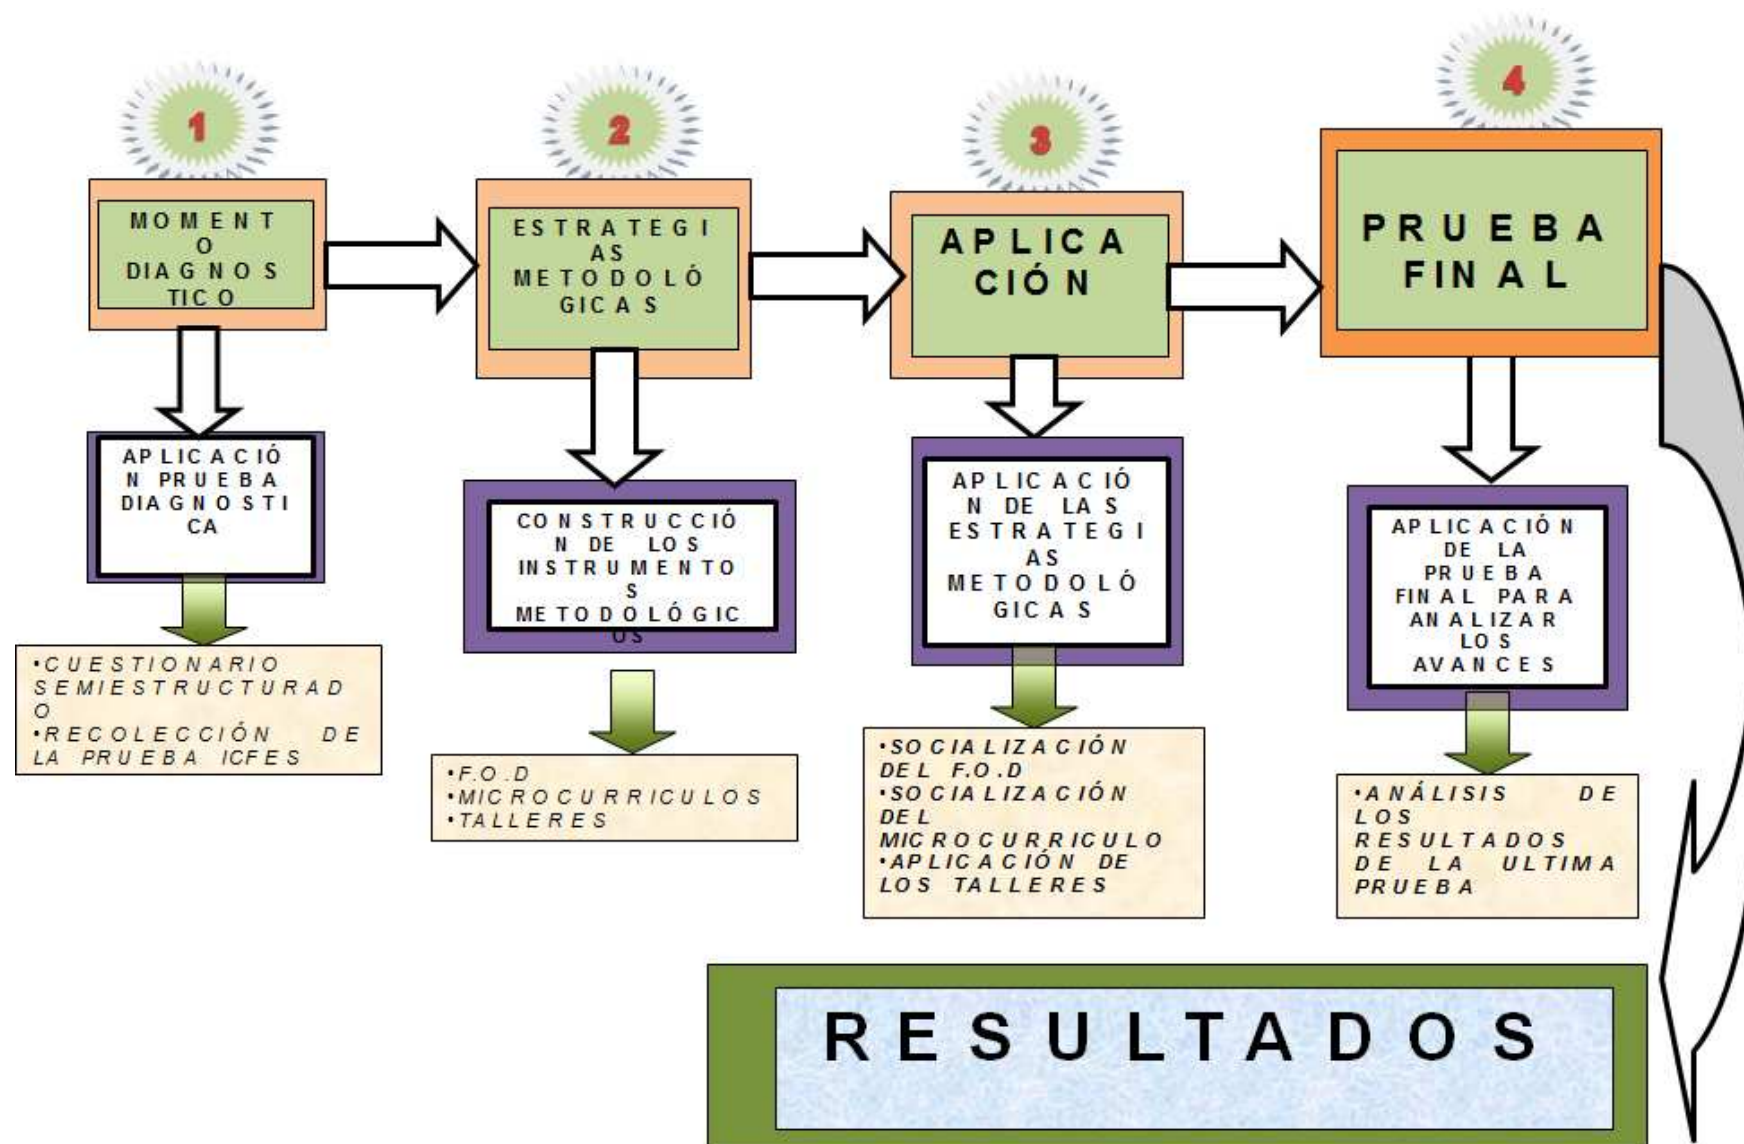 1
MOMENT
O
DIAGNOS
TICO
APLICACIÓ
N PRUEBA
DIAGNOSTI
CA
•CUESTIONARIO
SEMIESTRUCTURAD
O
•RECOLECCIÓN DE
LA PRUEBA ICFES
2
ESTRATEGI
AS
METODOLÓ
GICAS
CONSTRUCCIÓ
N DE LOS
INSTRUMENTO
S
METODOLÓGIC
OS
•F.O.D
•MICROCURRICULOS
•TALLERES
3
APLICA
CIÓN
APLICACIÓ
N DE LAS
ESTRATEGI
AS
METODOLÓ
GICAS
•SOCIALIZACIÓN
DEL F.O.D
•SOCIALIZACIÓN
DEL
MICROCURRICULO
•APLICACIÓN DE
LOS TALLERES
4
PRUEBA
FINAL
APLICACIÓN
DE LA
PRUEBA
FINAL PARA
ANALIZAR
LOS
AVANCES
•ANÁLISIS DE
LOS
RESULTADOS
DE LA ULTIMA
PRUEBA
RESULTADOS